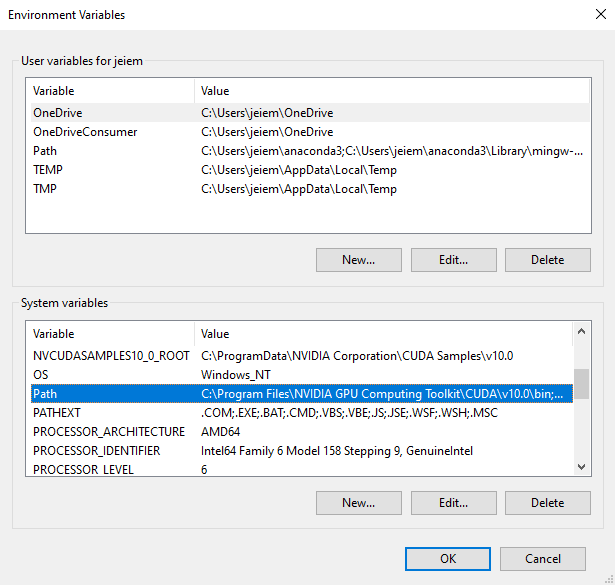 Environment Variables
User variables for jeiem
Variable Value
OneDrive C:\Users\jeiem\OneDrive
OneDriveConsumer C:\Users\jeiem\OneDrive
Path C:\Users\jeiem\anaconda3;C:\Users\jeiem\anaconda3\Library\mingw-...
TEMP C:\Users\jeiem\AppData\Local\Temp
TMP C:\Users\jeiem\AppData\Local\Temp
New... Edit... Delete
System variables
Variable Value
NVCUDASAMPLES10_0_ROOT C:\ProgramData\NVIDIA Corporation\CUDA Samples\v10.0
OS Windows_NT
Path C:\Program Files\NVIDIA GPU Computing Toolkit\CUDA\v10.0\bin;...
PATHEXT .COM;.EXE;.BAT;.CMD;.VBS;.VBE;.JS;.JSE;.WSF;.WSH;.MSC
PROCESSOR_ARCHITECTURE AMD64
PROCESSOR_IDENTIFIER Intel64 Family 6 Model 158 Stepping 9, GenuineIntel
PROCESSOR_LEVEL 6
New... Edit... Delete
OK Cancel